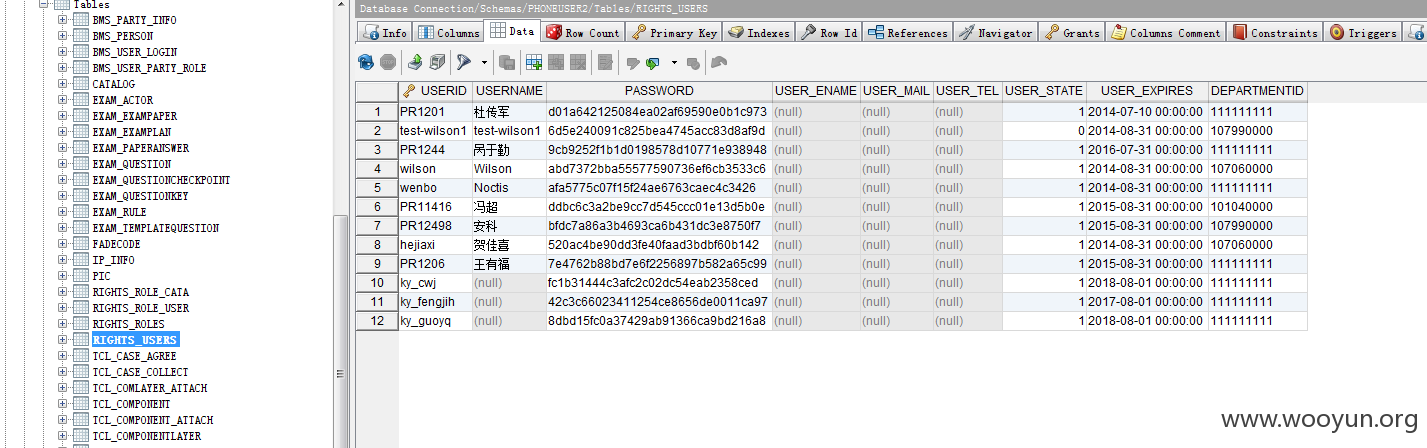 Tables
BMS_PARTY_INFO
BMS_PERSON
BMS_USER_LOGIN
BMS_USER_PARTY_ROLE
CATALOG
EXAM_ACTOR
EXAM_EXAMPAPER
EXAM_EXAMPLAN
EXAM_PAPERANSWER
EXAM_QUESTION
EXAM_QUESTIONCHECKPOINT
EXAM_QUESTIONKEY
EXAM_RULE
EXAM_TEMPLATEQUESTION
FADECODE
IP_INFO
PIC
RIGHTS_ROLE_CATA
RIGHTS_ROLE_USER
RIGHTS_ROLES
RIGHTS_USERS
TCL_CASE_AGREE
TCL_CASE_COLLECT
TCL_COMLAYER_ATTACH
TCL_COMPONENT
TCL_COMPONENT_ATTACH
TCL_COMPONENTLAYER
Database Connection/Schemas/PHONEUSER2/Tables/RIGHTS_USERS
Info Columns Data Row Count Primary Key Indexes Row Id References Navigator Grants Columns Comment Constraints Triggers
USERID USERNAME PASSWORD USER_ENAME USER_MAIL USER_TEL USER_STATE USER_EXPIRES DEPARTMENTID
1 PR1201 杜传军 d01a642125084ea02af69590e0b1c973 (null) (null) (null) 1 2014-07-10 00:00:00 111111111
2 test-wilson1 test-wilson1 6d5e240091c825bea4745acc83d8af9d (null) (null) (null) 0 2014-08-31 00:00:00 107990000
3 PR1244 于勤 9cb9252f1b1d0198578d10771e938948 (null) (null) (null) 1 2016-07-31 00:00:00 111111111
4 wilson Wilson abd7372bba55577590736ef6cb3533c6 (null) (null) (null) 1 2014-08-31 00:00:00 107060000
5 wenbo Noctis afa5775c07f15f24ae6763caec4c3426 (null) (null) (null) 1 2014-08-31 00:00:00 111111111
6 PR11416 冯超 ddbc6c3a2be9cc7d545ccc01e13d5b0e (null) (null) (null) 1 2015-08-31 00:00:00 101040000
7 PR12498 安科 bfdc7a86a3b4693ca6b431dc3e8750f7 (null) (null) (null) 1 2015-08-31 00:00:00 107990000
8 hejiaxi 贺佳喜 520ac4be90dd3fe40faad3bdbf60b142 (null) (null) (null) 1 2014-08-31 00:00:00 107060000
9 PR1206 王有福 7e4762b88bd7e6f2256897b582a65c99 (null) (null) (null) 1 2015-08-31 00:00:00 111111111
10 ky_cwj (null) fc1b31444c3afc2c02dc54eab2358ced (null) (null) (null) 1 2018-08-01 00:00:00 111111111
11 ky_fengjih (null) 42c3c66023411254ce8656de0011ca97 (null) (null) (null) 1 2017-08-01 00:00:00 111111111
12 ky_guoyq (null) 8dbd15fc0a37429ab91366ca9bd216a8 (null) (null) (null) 1 2018-08-01 00:00:00 111111111
www.wooyun.org